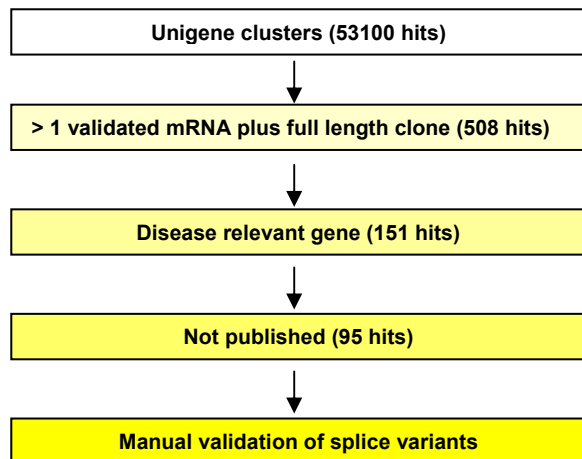 Unigene clusters (53100 hits)
> 1 validated mRNA plus full length clone (508 hits)
Disease relevant gene (151 hits)
Not published (95 hits)
Manual validation of splice variants